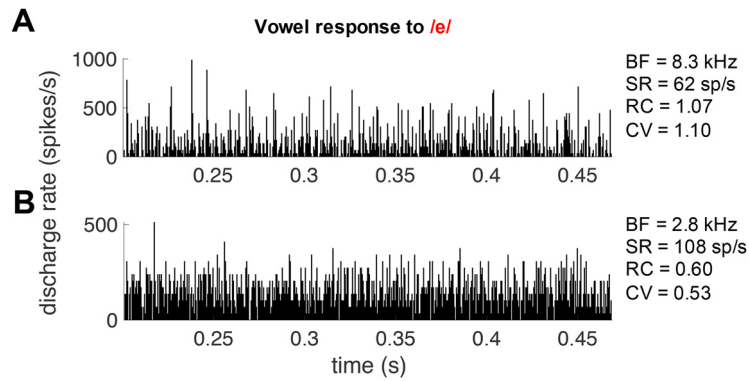 A
Vowel response to /e/
discharge rate (spikes/s)
1000
500
0
0.25
0.3
0.35
0.4
0.45
BF = 8.3 kHz
SR = 62 sp/s
RC = 1.07
CV = 1.10
B
500
0
0.25
0.3
0.35
0.4
0.45
time (s)
BF = 2.8 kHz
SR = 108 sp/s
RC = 0.60
CV = 0.53